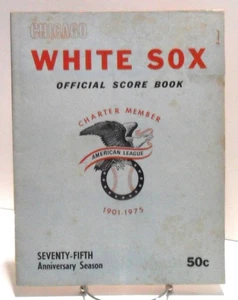 CHICAGO
WHITE SOX
OFFICIAL SCORE BOOK
CHARTER MEMBER
AMERICAN LEAGUE
1901-1975
SEVENTY-FIFTH
Anniversary Season
50c